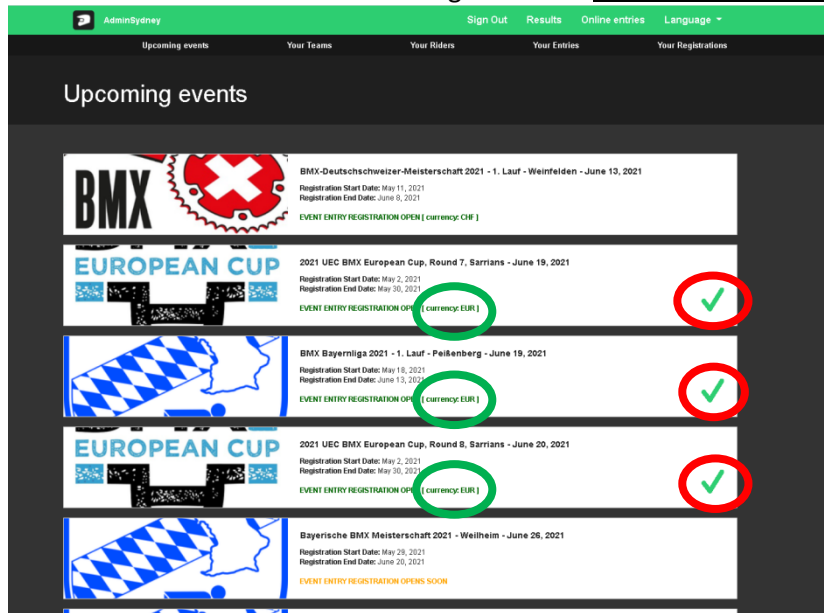 AdminSydney
Sign Out Results Online entries Language
Upcoming events Your Teams Your Riders Your Entries Your Registrations
Upcoming events
BMX
BMX-Deutschschweizer-Meisterschaft 2021 - 1. Lauf - Weinfelden - June 13, 2021
Registration Start Date: May 11, 2021
Registration End Date: June 8, 2021
EVENT ENTRY REGISTRATION OPEN [ currency: CHF ]
EUROPEAN CUP
2021 UEC BMX European Cup, Round 7, Sarrians - June 19, 2021
Registration Start Date: May 2, 2021
Registration End Date: May 30, 2021
EVENT ENTRY REGISTRATION OPEN [ currency: EUR ]
BMX Bayernliga 2021 - 1. Lauf - Peißenberg - June 19, 2021
Registration Start Date: May 18, 2021
Registration End Date: June 13, 2021
EVENT ENTRY REGISTRATION OPEN [ currency: EUR ]
EUROPEAN CUP
2021 UEC BMX European Cup, Round 8, Sarrians - June 20, 2021
Registration Start Date: May 2, 2021
Registration End Date: May 30, 2021
EVENT ENTRY REGISTRATION OPEN [ currency: EUR ]
Bayerische BMX Meisterschaft 2021 - Weilheim - June 26, 2021
Registration Start Date: May 29, 2021
Registration End Date: June 20, 2021
EVENT ENTRY REGISTRATION OPENS SOON